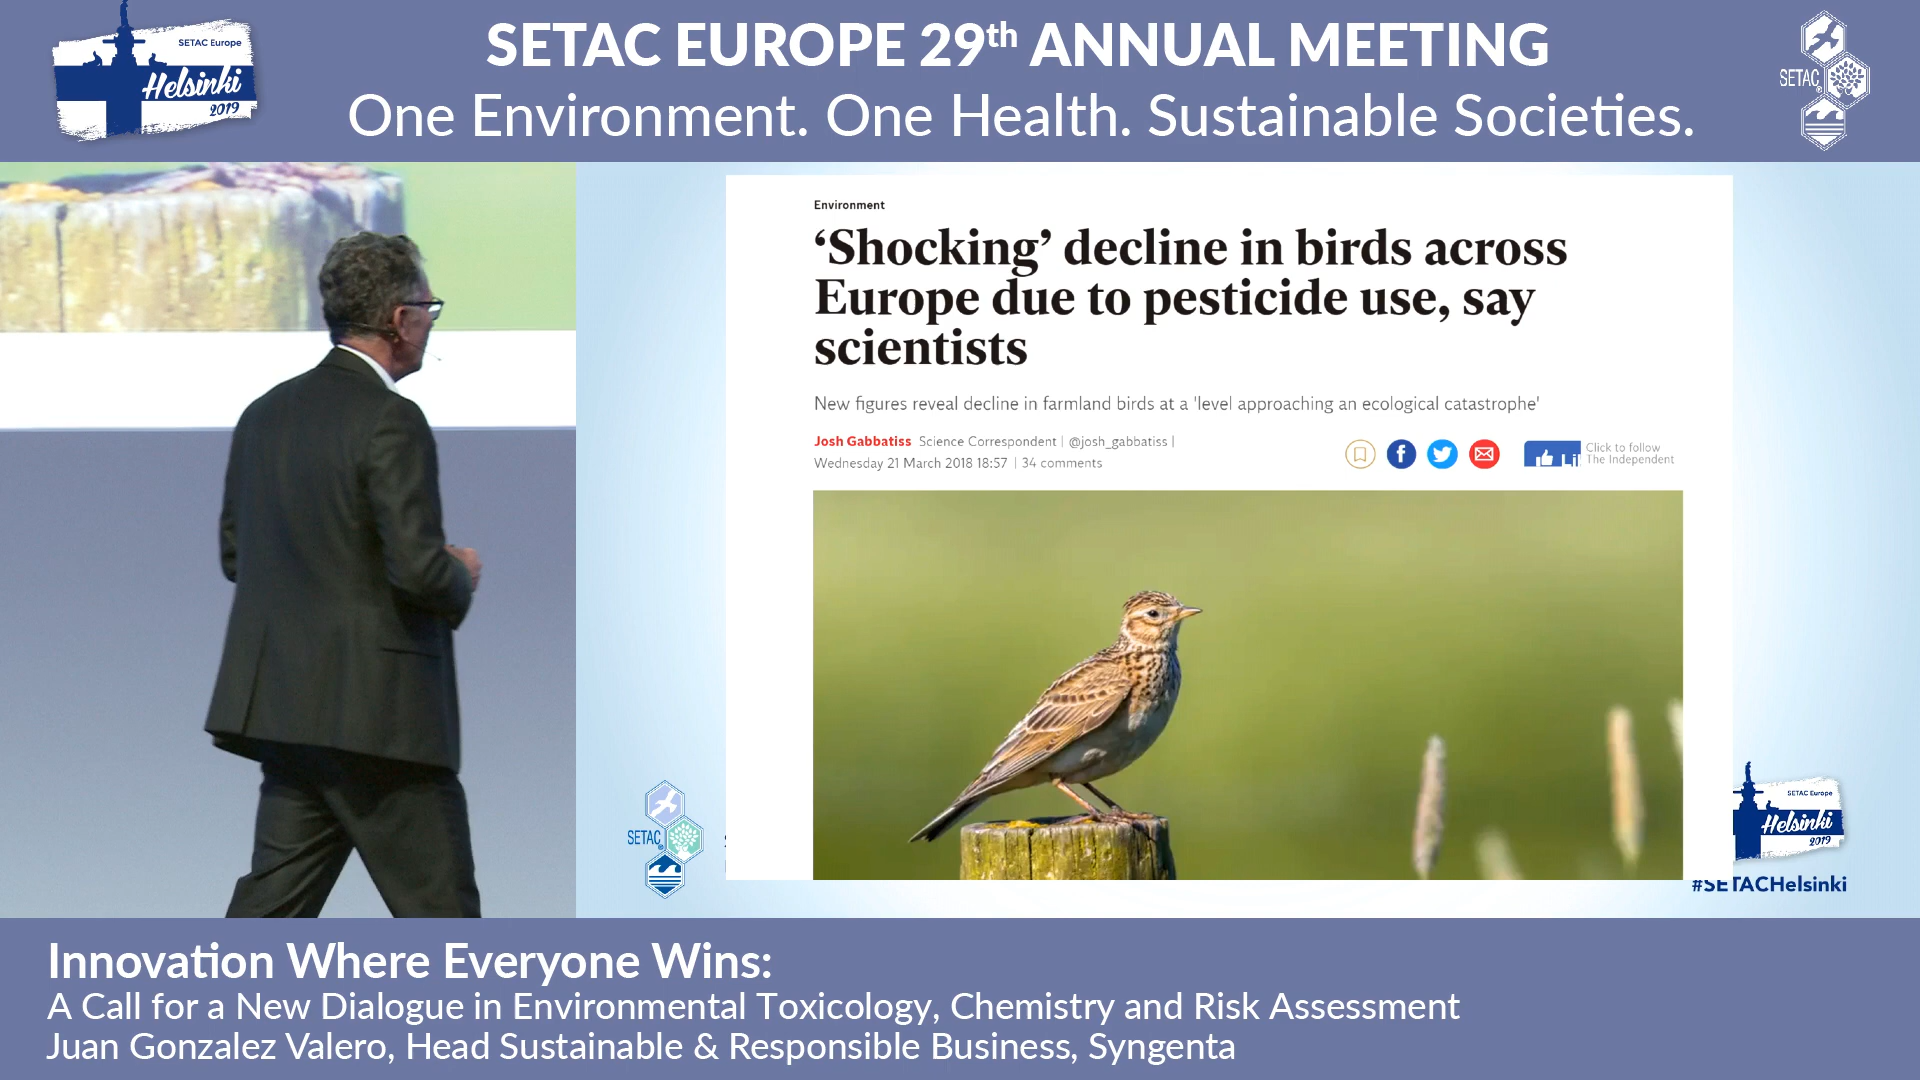 SETAC Europe
Helsinki
2019
SETAC EUROPE 29th ANNUAL MEETING
One Environment. One Health. Sustainable Societies.
SETAC
Environment
‘Shocking’ decline in birds across
Europe due to pesticide use, say
scientists
New figures reveal decline in farmland birds at a 'level approaching an ecological catastrophe'
Josh Gabbatiss Science Correspondent | @josh_gabbatiss |
Wednesday 21 March 2018 18:57 | 34 comments
Click to follow
The Independent
SETAC
SETAC Europe
Helsinki
2019
#SETACHelsinki
Innovation Where Everyone Wins:
A Call for a New Dialogue in Environmental Toxicology, Chemistry and Risk Assessment
Juan Gonzalez Valero, Head Sustainable & Responsible Business, Syngenta